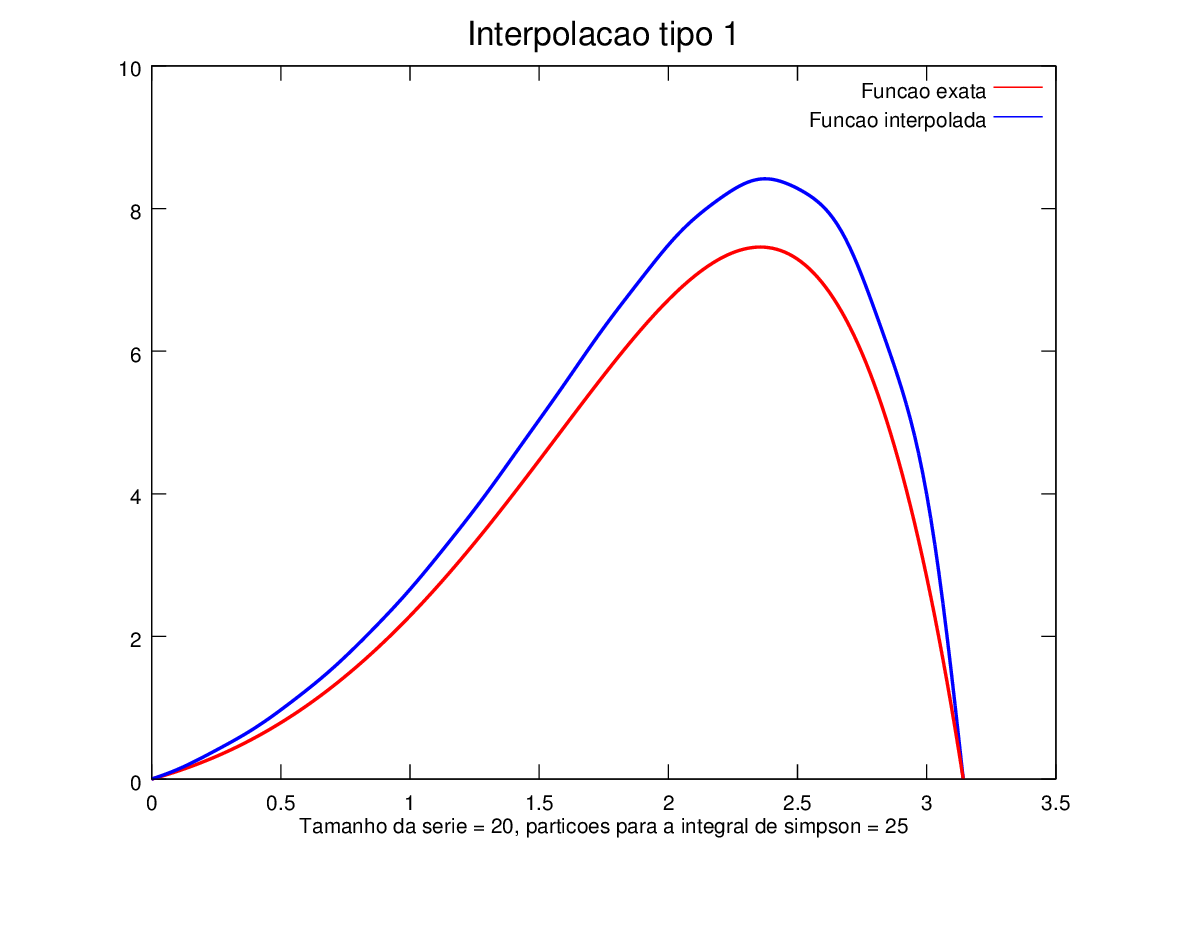 Interpolacao tipo 1
10
8
6
4
2
0
Funcao exata
Funcao interpolada
0 0.5 1 1.5 2 2.5 3 3.5
Tamanho da serie = 20, particoes para a integral de simpson = 25